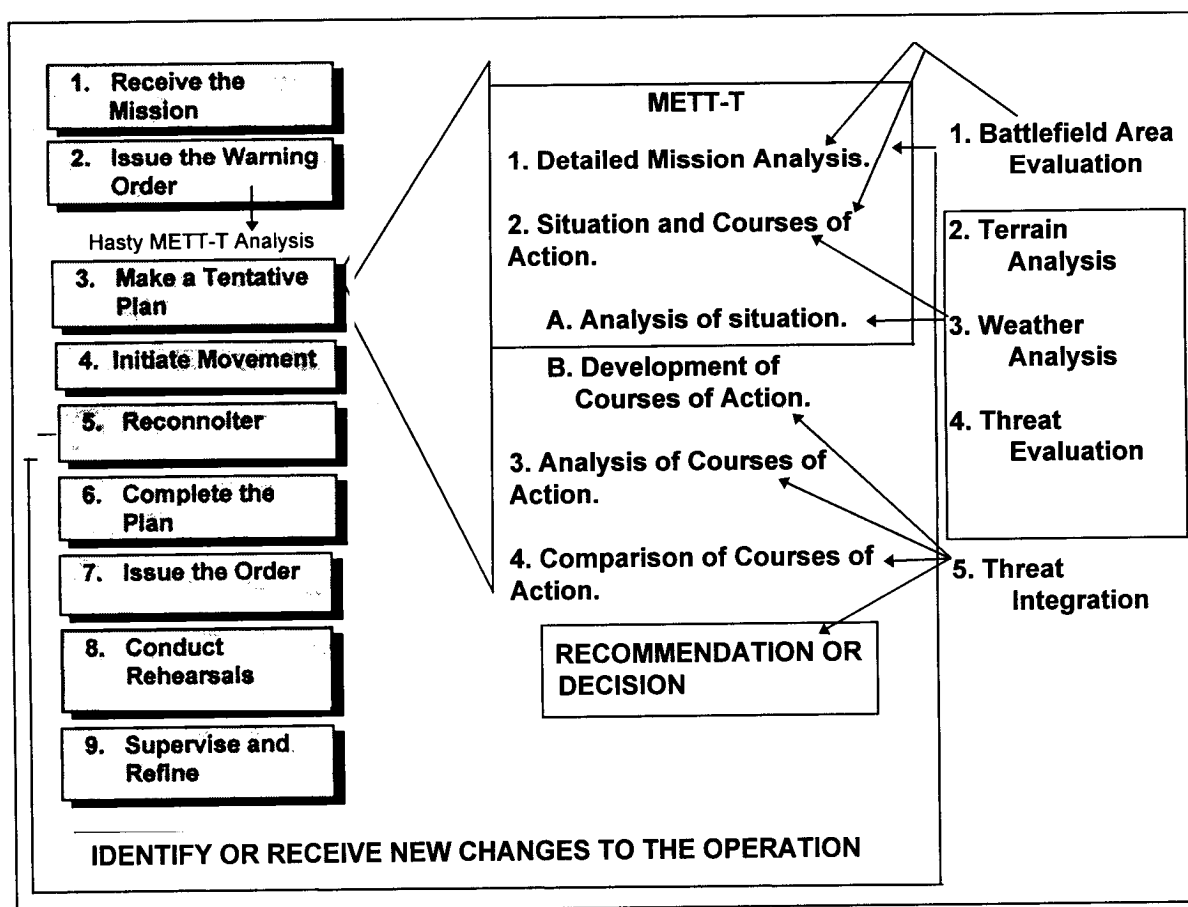 1. Receive the
Mission
2. Issue the Warning
Order
Hasty METT-T Analysis
3. Make a Tentative
Plan
4. Initiate Movement
5. Reconnoiter
6. Complete the
Plan
7. Issue the Order
8. Conduct
Rehearsals
9. Supervise and
Refine
METT-T
1. Detailed Mission Analysis.
2. Situation and Courses of
Action.
A. Analysis of situation.
B. Development of
Courses of Action.
3. Analysis of Courses of
Action.
4. Comparison of Courses of
Action.
RECOMMENDATION OR
DECISION
1. Battlefield Area
Evaluation
2. Terrain
Analysis
3. Weather
Analysis
4. Threat
Evaluation
5. Threat
Integration
IDENTIFY OR RECEIVE NEW CHANGES TO THE OPERATION